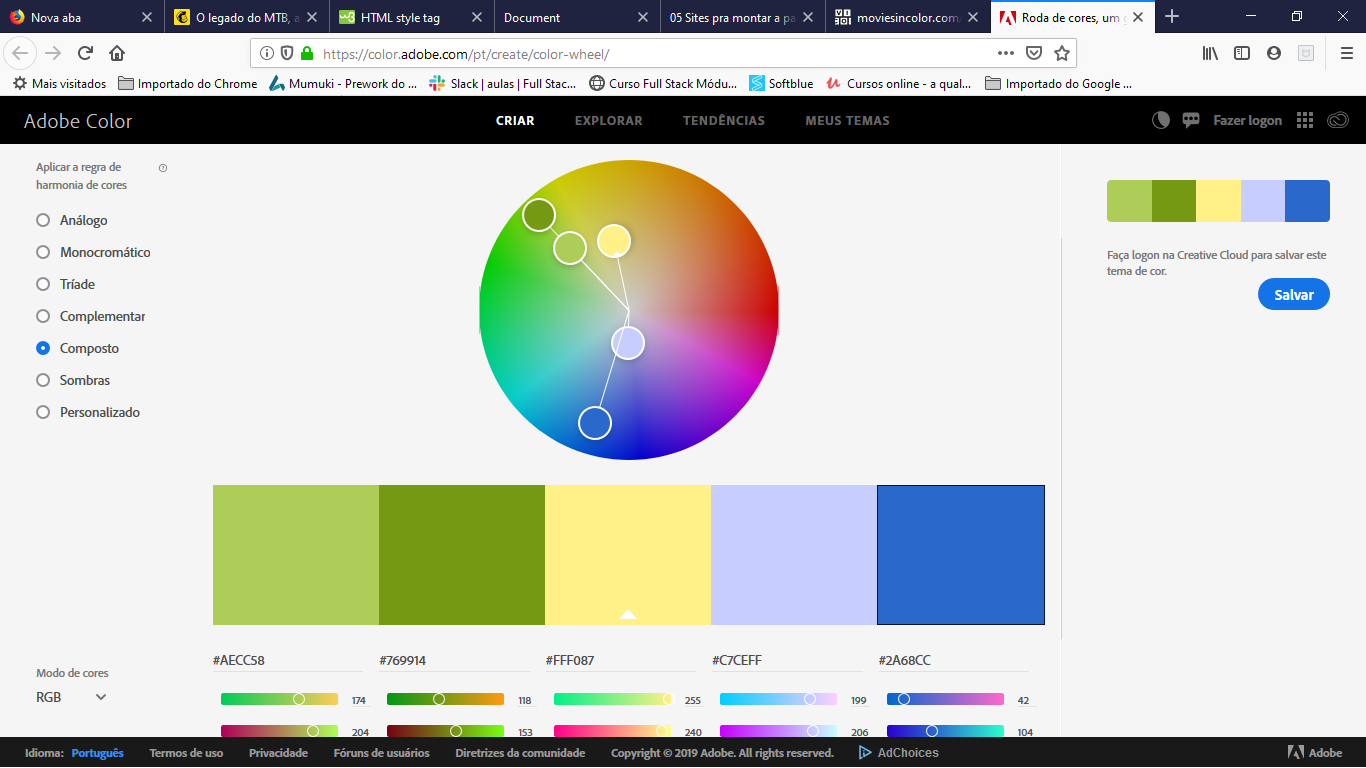 Nova aba
O legado do MTB, a
HTML style tag
Document
05 Sites pra montar a pa
moviesincolor.com
Roda de cores, um g
https://color.adobe.com/pt/create/color-wheel/
Mais visitados
Importado do Chrome
Mumuki - Prework do ...
Slack | aulas | Full Stac...
Curso Full Stack Módu...
Softblue
Cursos online - a qual...
Importado do Google ...
Adobe Color
CRIAR
EXPLORAR
TENDÊNCIAS
MEUS TEMAS
Fazer logon
Aplicar a regra de
harmonia de cores
Análogo
Monocromático
Tríade
Complementar
Composto
Sombras
Personalizado
Faça logon na Creative Cloud para salvar este
tema de cor.
Salvar
#AECC58
#769914
#FFF087
#C7CEFF
#2A68CC
Modo de cores
RGB
174
118
255
199
42
204
153
240
206
104
Idioma: Português
Termos de uso
Privacidade
Fóruns de usuários
Diretrizes da comunidade
Copyright © 2019 Adobe. All rights reserved.
AdChoices
Adobe